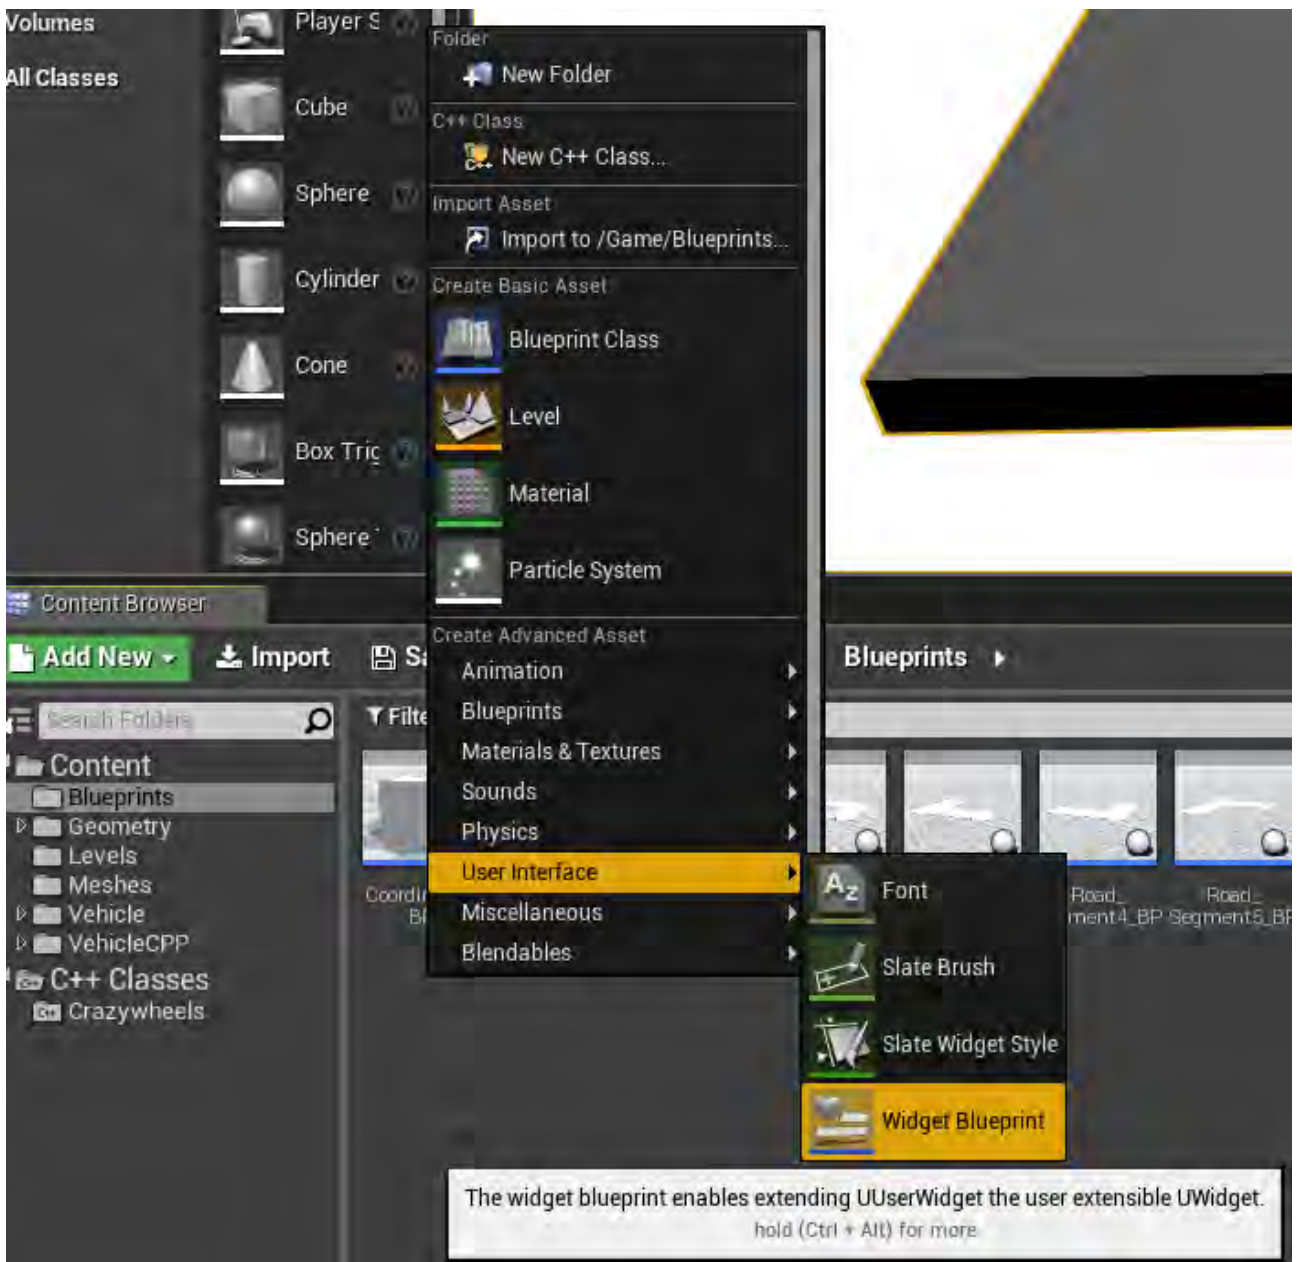 Volumes
All Classes
Player S
Cube
Sphere
Cylinder
Cone
Box Trig
Sphere
Folder
New Folder
C++ Class
New C++ Class...
Import Asset
Import to /Game/Blueprints...
Create Basic Asset
Blueprint Class
Level
Material
Particle System
Create Advanced Asset
Animation
Blueprints
Materials & Textures
Sounds
Physics
User Interface
Miscellaneous
Blendables
Font
Slate Brush
Slate Widget Style
Widget Blueprint
The widget blueprint enables extending UUserWidget the user extensible UWidget.
hold (Ctrl + Alt) for more
Content Browser
Add New
Import
Sa
Blueprints
Search Folders
Filte
Content
Blueprints
Geometry
Levels
Meshes
Vehicle
VehicleCPP
C++ Classes
Crazywheels
Coordin
BP
Road_
ment4_BP
Road_
Segment5_BP